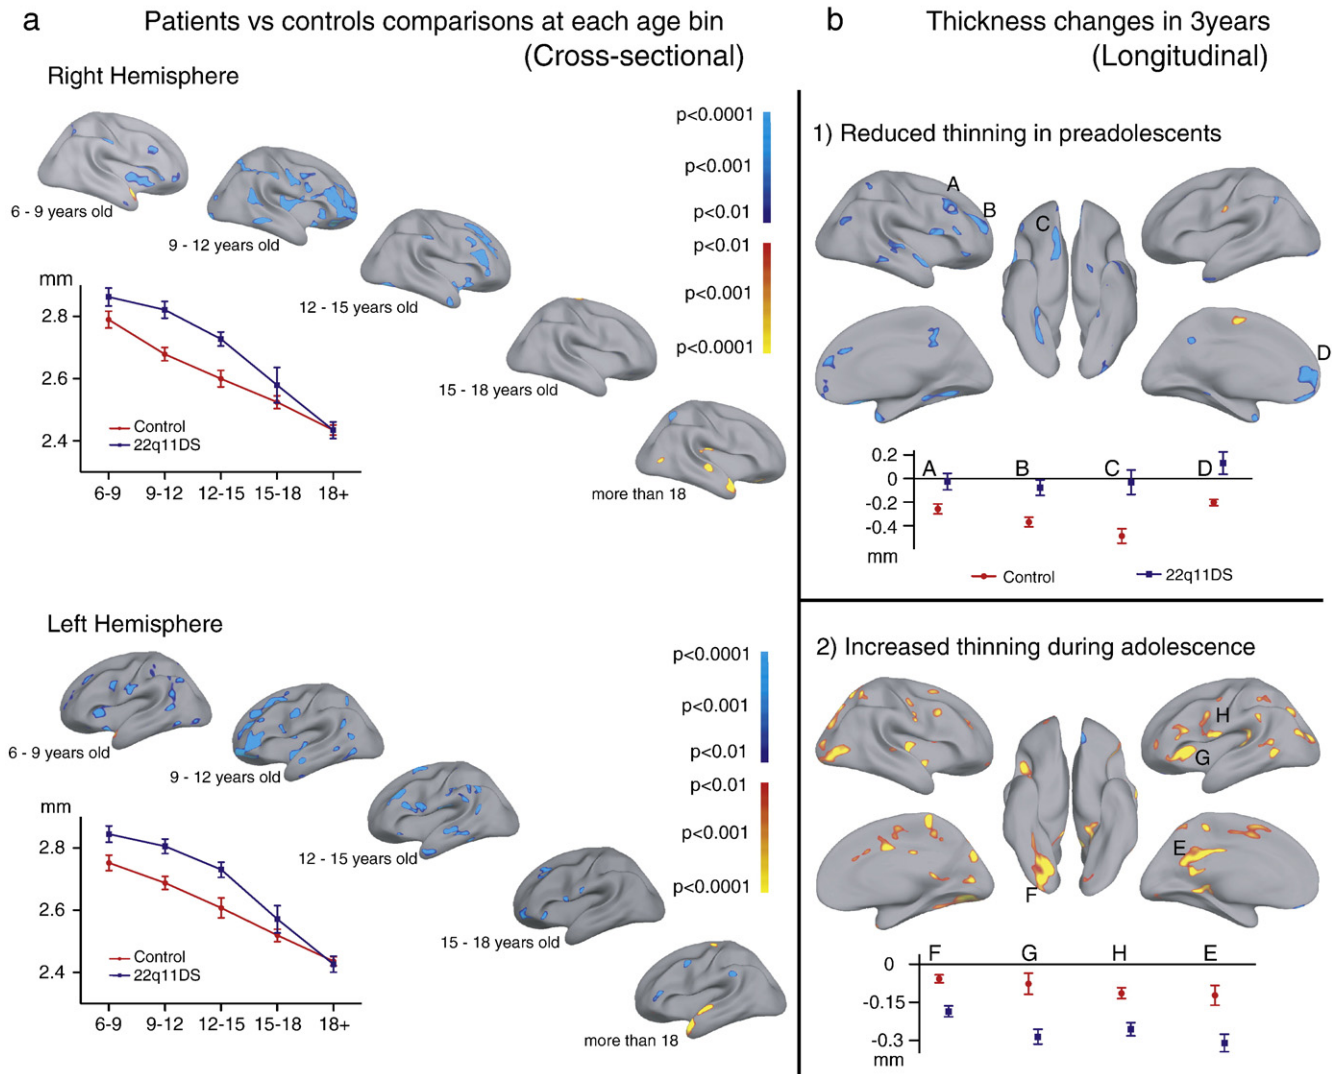 a
Patients vs controls comparisons at each age bin
(Cross-sectional)
Right Hemisphere
p<0.0001
p<0.001
p<0.01
p<0.01
p<0.001
p<0.0001
6 - 9 years old
9 - 12 years old
12 - 15 years old
15 - 18 years old
more than 18
mm
2.8
2.6
2.4
Control
22q11DS
6-9 9-12 12-15 15-18 18+
Left Hemisphere
p<0.0001
p<0.001
p<0.01
p<0.01
p<0.001
p<0.0001
6 - 9 years old
9 - 12 years old
12 - 15 years old
15 - 18 years old
more than 18
mm
2.8
2.6
2.4
Control
22q11DS
6-9 9-12 12-15 15-18 18+
b
Thickness changes in 3years
(Longitudinal)
1) Reduced thinning in preadolescents
A
B
C
D
0.2
0
-0.2
-0.4
mm
A B C D
Control 22q11DS
2) Increased thinning during adolescence
H
G
E
F
F G H E
0
-0.15
-0.3
mm